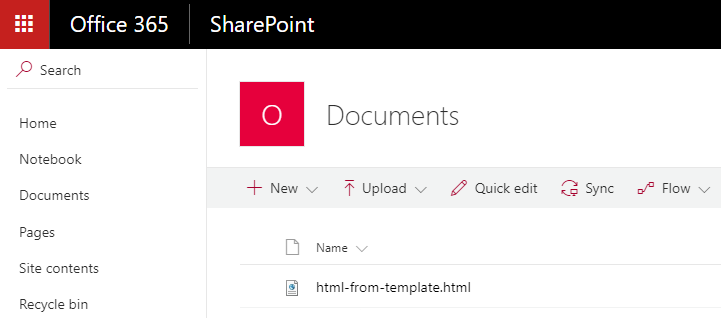 Office 365 SharePoint
Search
O Documents
Home
Notebook
Documents
Pages
Site contents
Recycle bin
New Upload Quick edit Sync Flow
Name
html-from-template.html